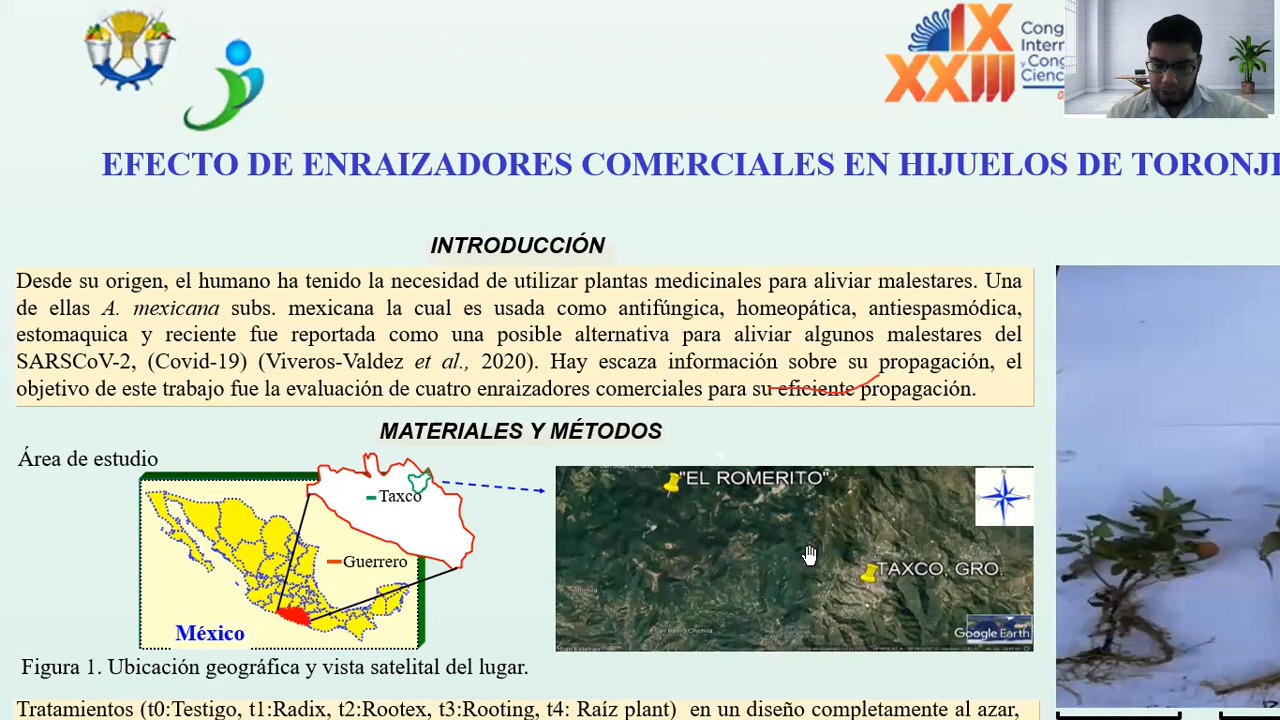 IX
XXIII
Cong
Intern
y Cong
Cienc
EFECTO DE ENRAIZADORES COMERCIALES EN HIJUELOS DE TORONJI
INTRODUCCIÓN
Desde su origen, el humano ha tenido la necesidad de utilizar plantas medicinales para aliviar malestares. Una
de ellas A. mexicana subs. mexicana la cual es usada como antifúngica, homeopática, antiespasmódica,
estomaquica y reciente fue reportada como una posible alternativa para aliviar algunos malestares del
SARSCoV-2, (Covid-19) (Viveros-Valdez et al., 2020). Hay escaza información sobre su propagación, el
objetivo de este trabajo fue la evaluación de cuatro enraizadores comerciales para su eficiente propagación.
MATERIALES Y MÉTODOS
Área de estudio
Taxco
Guerrero
México
"EL ROMERITO"
N
TAXCO, GRO.
Google Earth
Figura 1. Ubicación geográfica y vista satelital del lugar.
Tratamientos (t0:Testigo, t1:Radix, t2:Rootex, t3:Rooting, t4: Raíz plant) en un diseño completamente al azar,